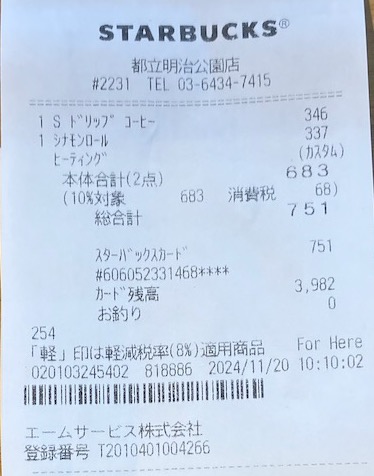 STARBUCKS®
都立明治公園店
#2231 TEL 03-6434-7415
1 S ﾄﾞﾘｯﾌﾟ ｺｰﾋｰ 346
1 ｼﾅﾓﾝﾛｰﾙ 337
ﾋｰﾃｨﾝｸﾞ (ｶｽﾀﾑ)
本体合計(2点) 683
(10%対象 683 消費税 68)
総合計 751
ｽﾀｰﾊﾞｯｸｽｶｰﾄﾞ 751
#606052331468****
ｶｰﾄﾞ残高 3,982
お釣り 0
254
「軽」印は軽減税率(8%)適用商品 For Here
020103245402 818886 2024/11/20 10:10:02
エームサービス株式会社
登録番号 T2010401004266